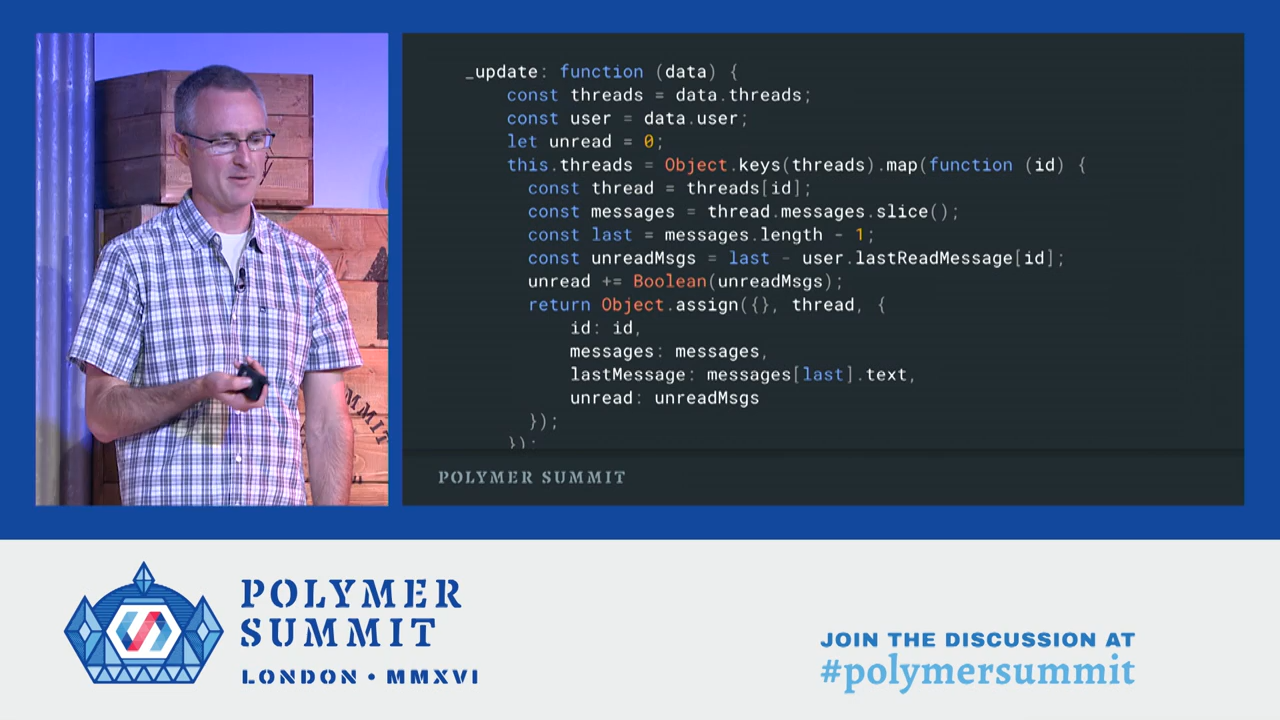 _update: function (data) {
const threads = data.threads;
const user = data.user;
let unread = 0;
this.threads = Object.keys(threads).map(function (id) {
const thread = threads[id];
const messages = thread.messages.slice();
const last = messages.length - 1;
const unreadMsgs = last - user.lastReadMessage[id];
unread += Boolean(unreadMsgs);
return Object.assign({}, thread, {
id: id,
messages: messages,
lastMessage: messages[last].text,
unread: unreadMsgs
});
});
POLYMER SUMMIT
POLYMER
SUMMIT
LONDON • MMXVI
JOIN THE DISCUSSION AT
#polymersummit